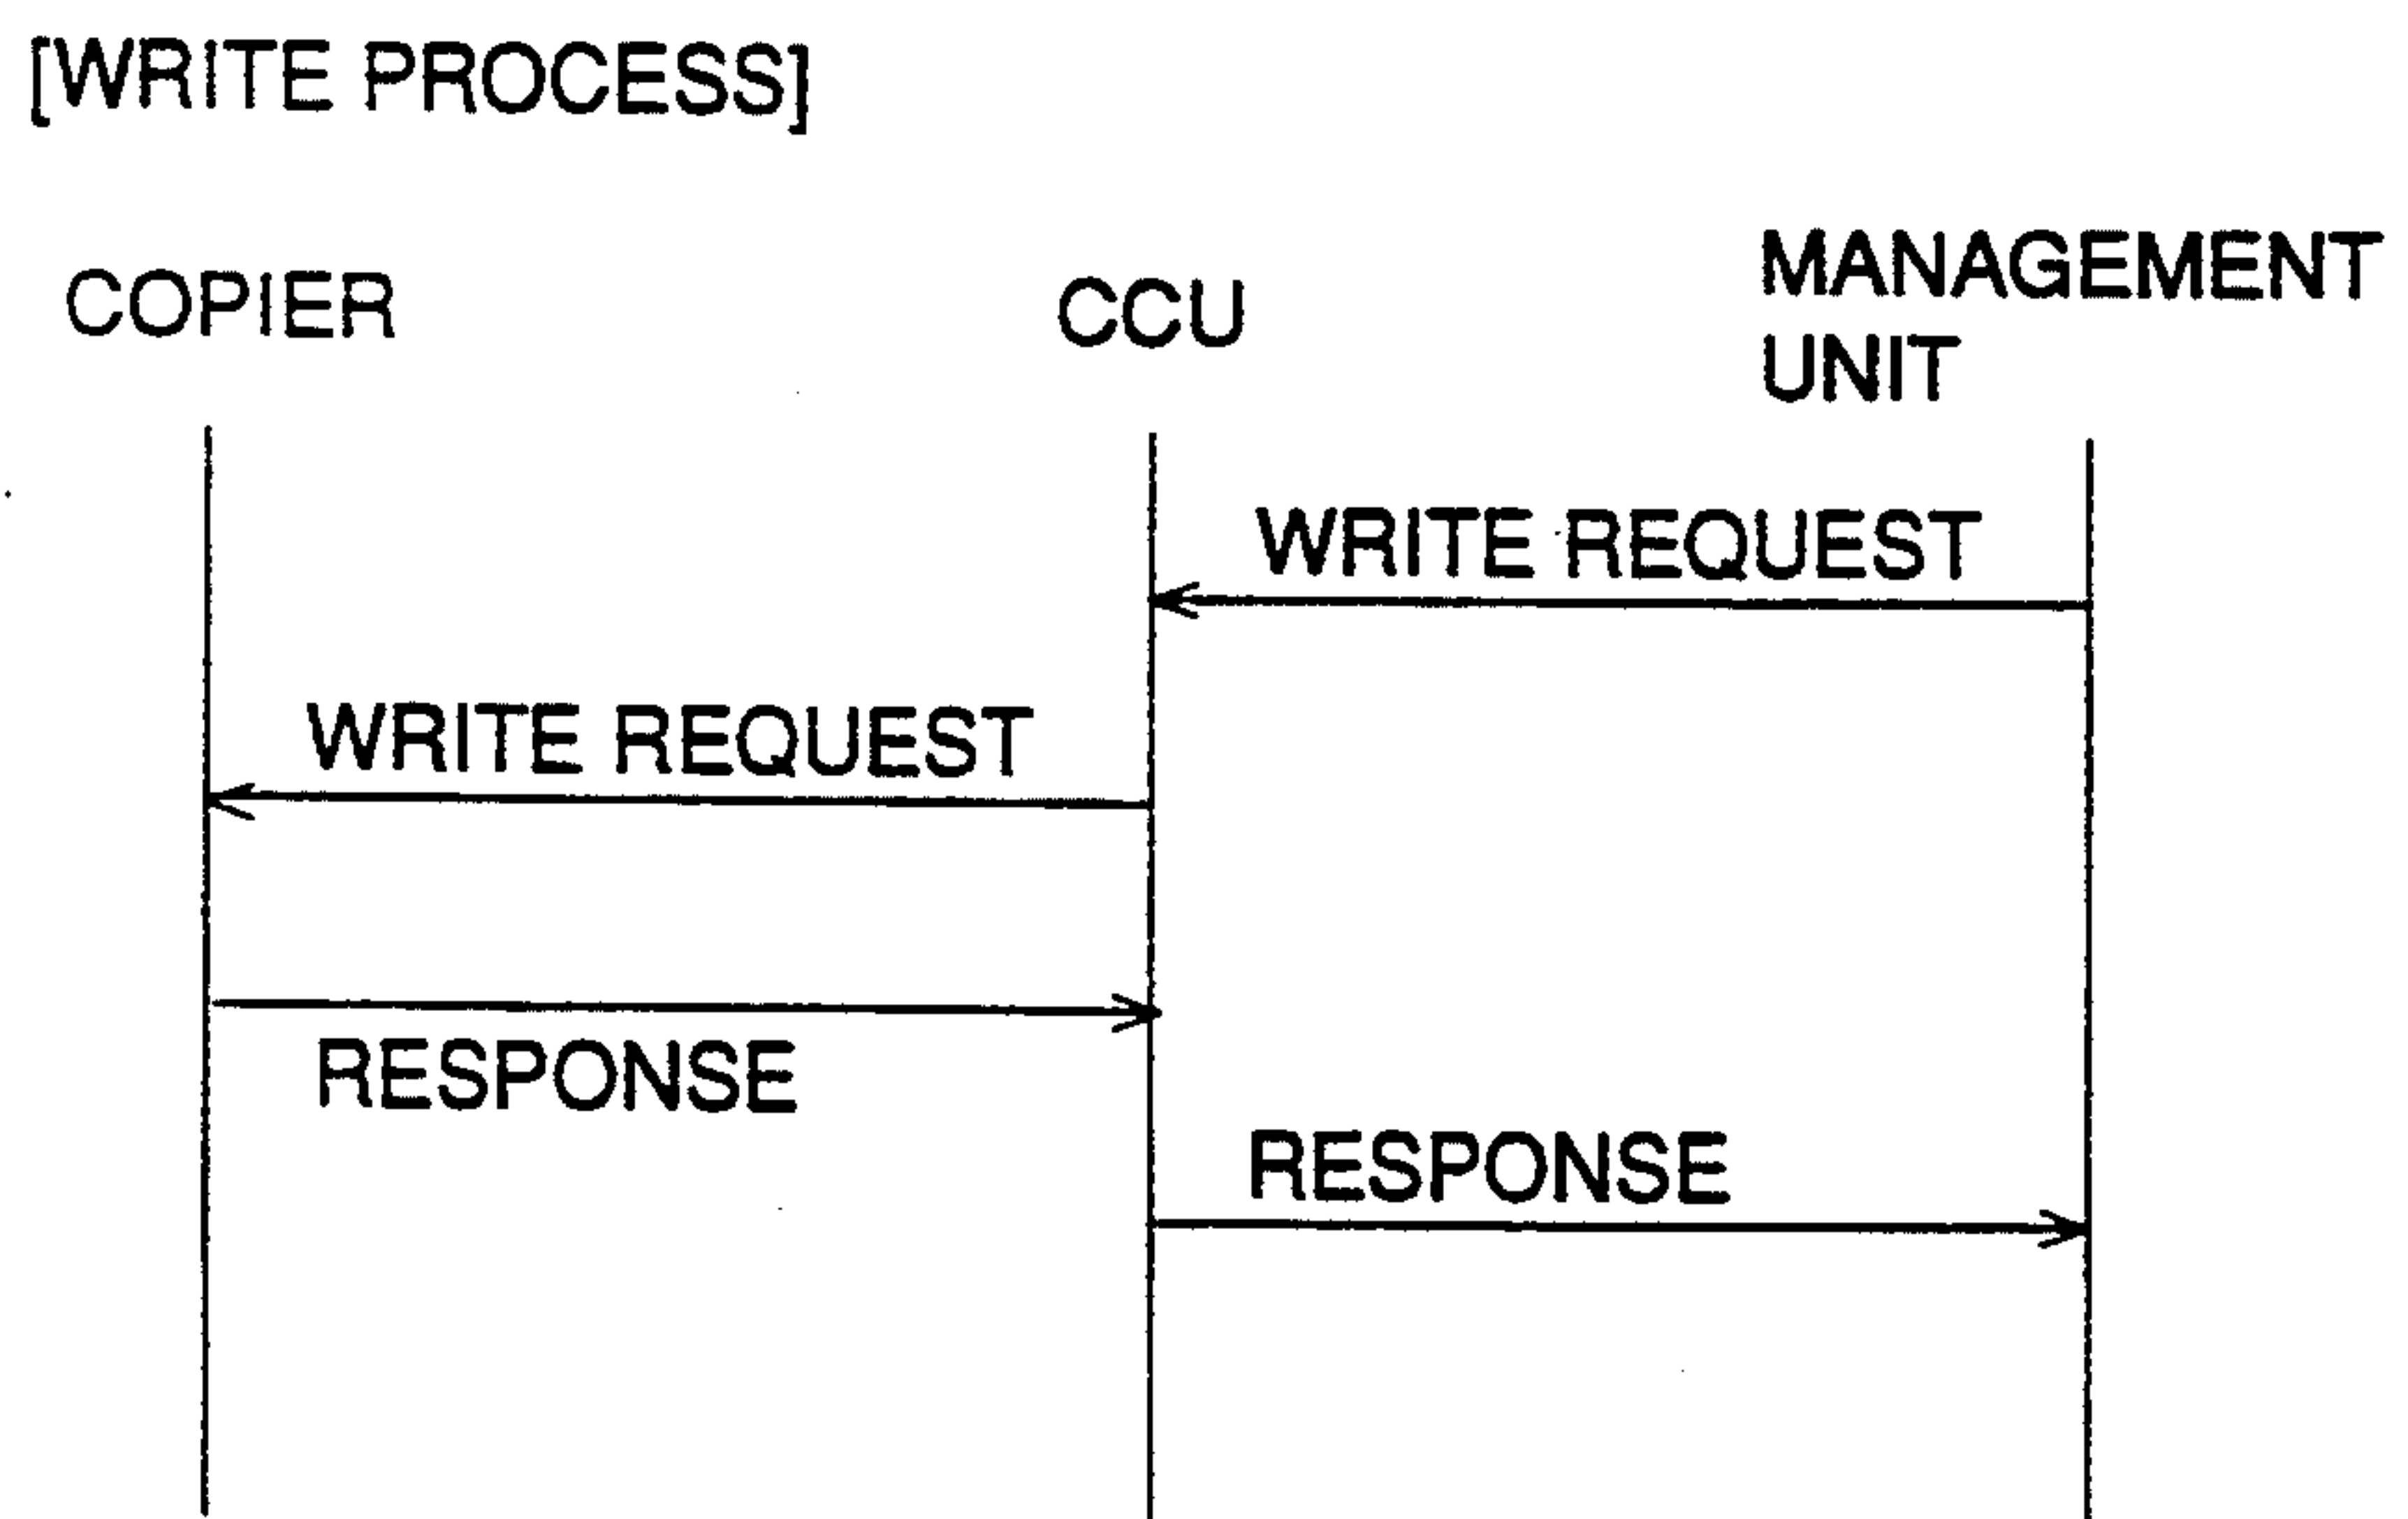 [WRITE PROCESS]
COPIER
CCU
MANAGEMENT
UNIT
WRITE REQUEST
WRITE REQUEST
RESPONSE
RESPONSE